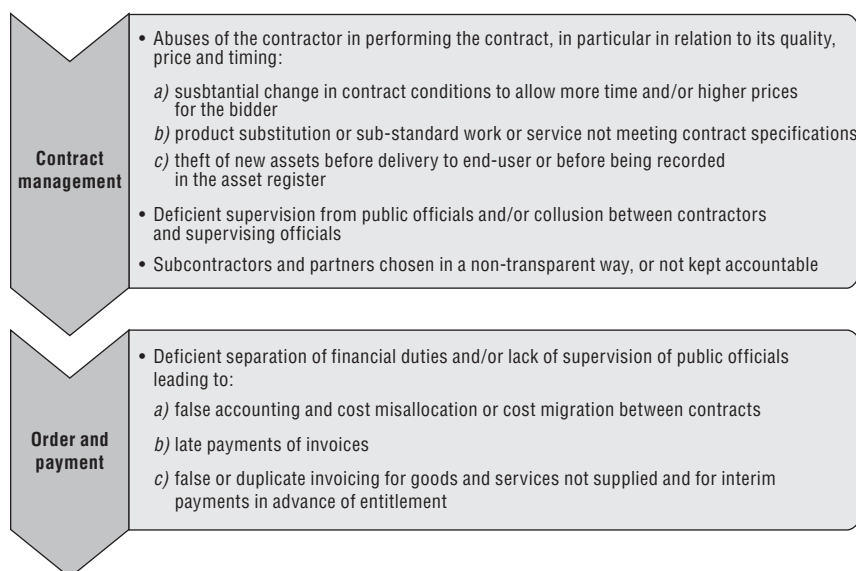 • Abuses of the contractor in performing the contract, in particular in relation to its quality,
price and timing:
a) susbtantial change in contract conditions to allow more time and/or higher prices
for the bidder
b) product substitution or sub-standard work or service not meeting contract specifications
c) theft of new assets before delivery to end-user or before being recorded
in the asset register
Contract
management
• Deficient supervision from public officials and/or collusion between contractors
and supervising officials
• Subcontractors and partners chosen in a non-transparent way, or not kept accountable
• Deficient separation of financial duties and/or lack of supervision of public officials
leading to:
a) false accounting and cost misallocation or cost migration between contracts
Order and
payment
b) late payments of invoices
c) false or duplicate invoicing for goods and services not supplied and for interim
payments in advance of entitlement